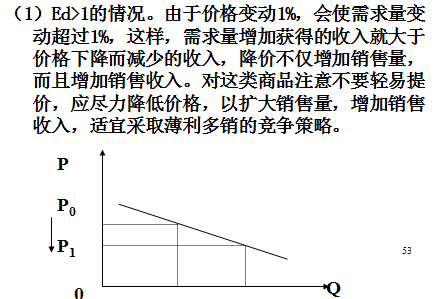 （1）Ed>1的情况。由于价格变动1%，会使需求量变
动超过1%，这样，需求量增加获得的收入就大于
价格下降而减少的收入，降价不仅增加销售量，
而且增加销售收入。对这类商品注意不要轻易提
价，应尽力降低价格，以扩大销售量，增加销售
收入，适宜采取薄利多销的竞争策略。
P
P0
P1
53
0
Q